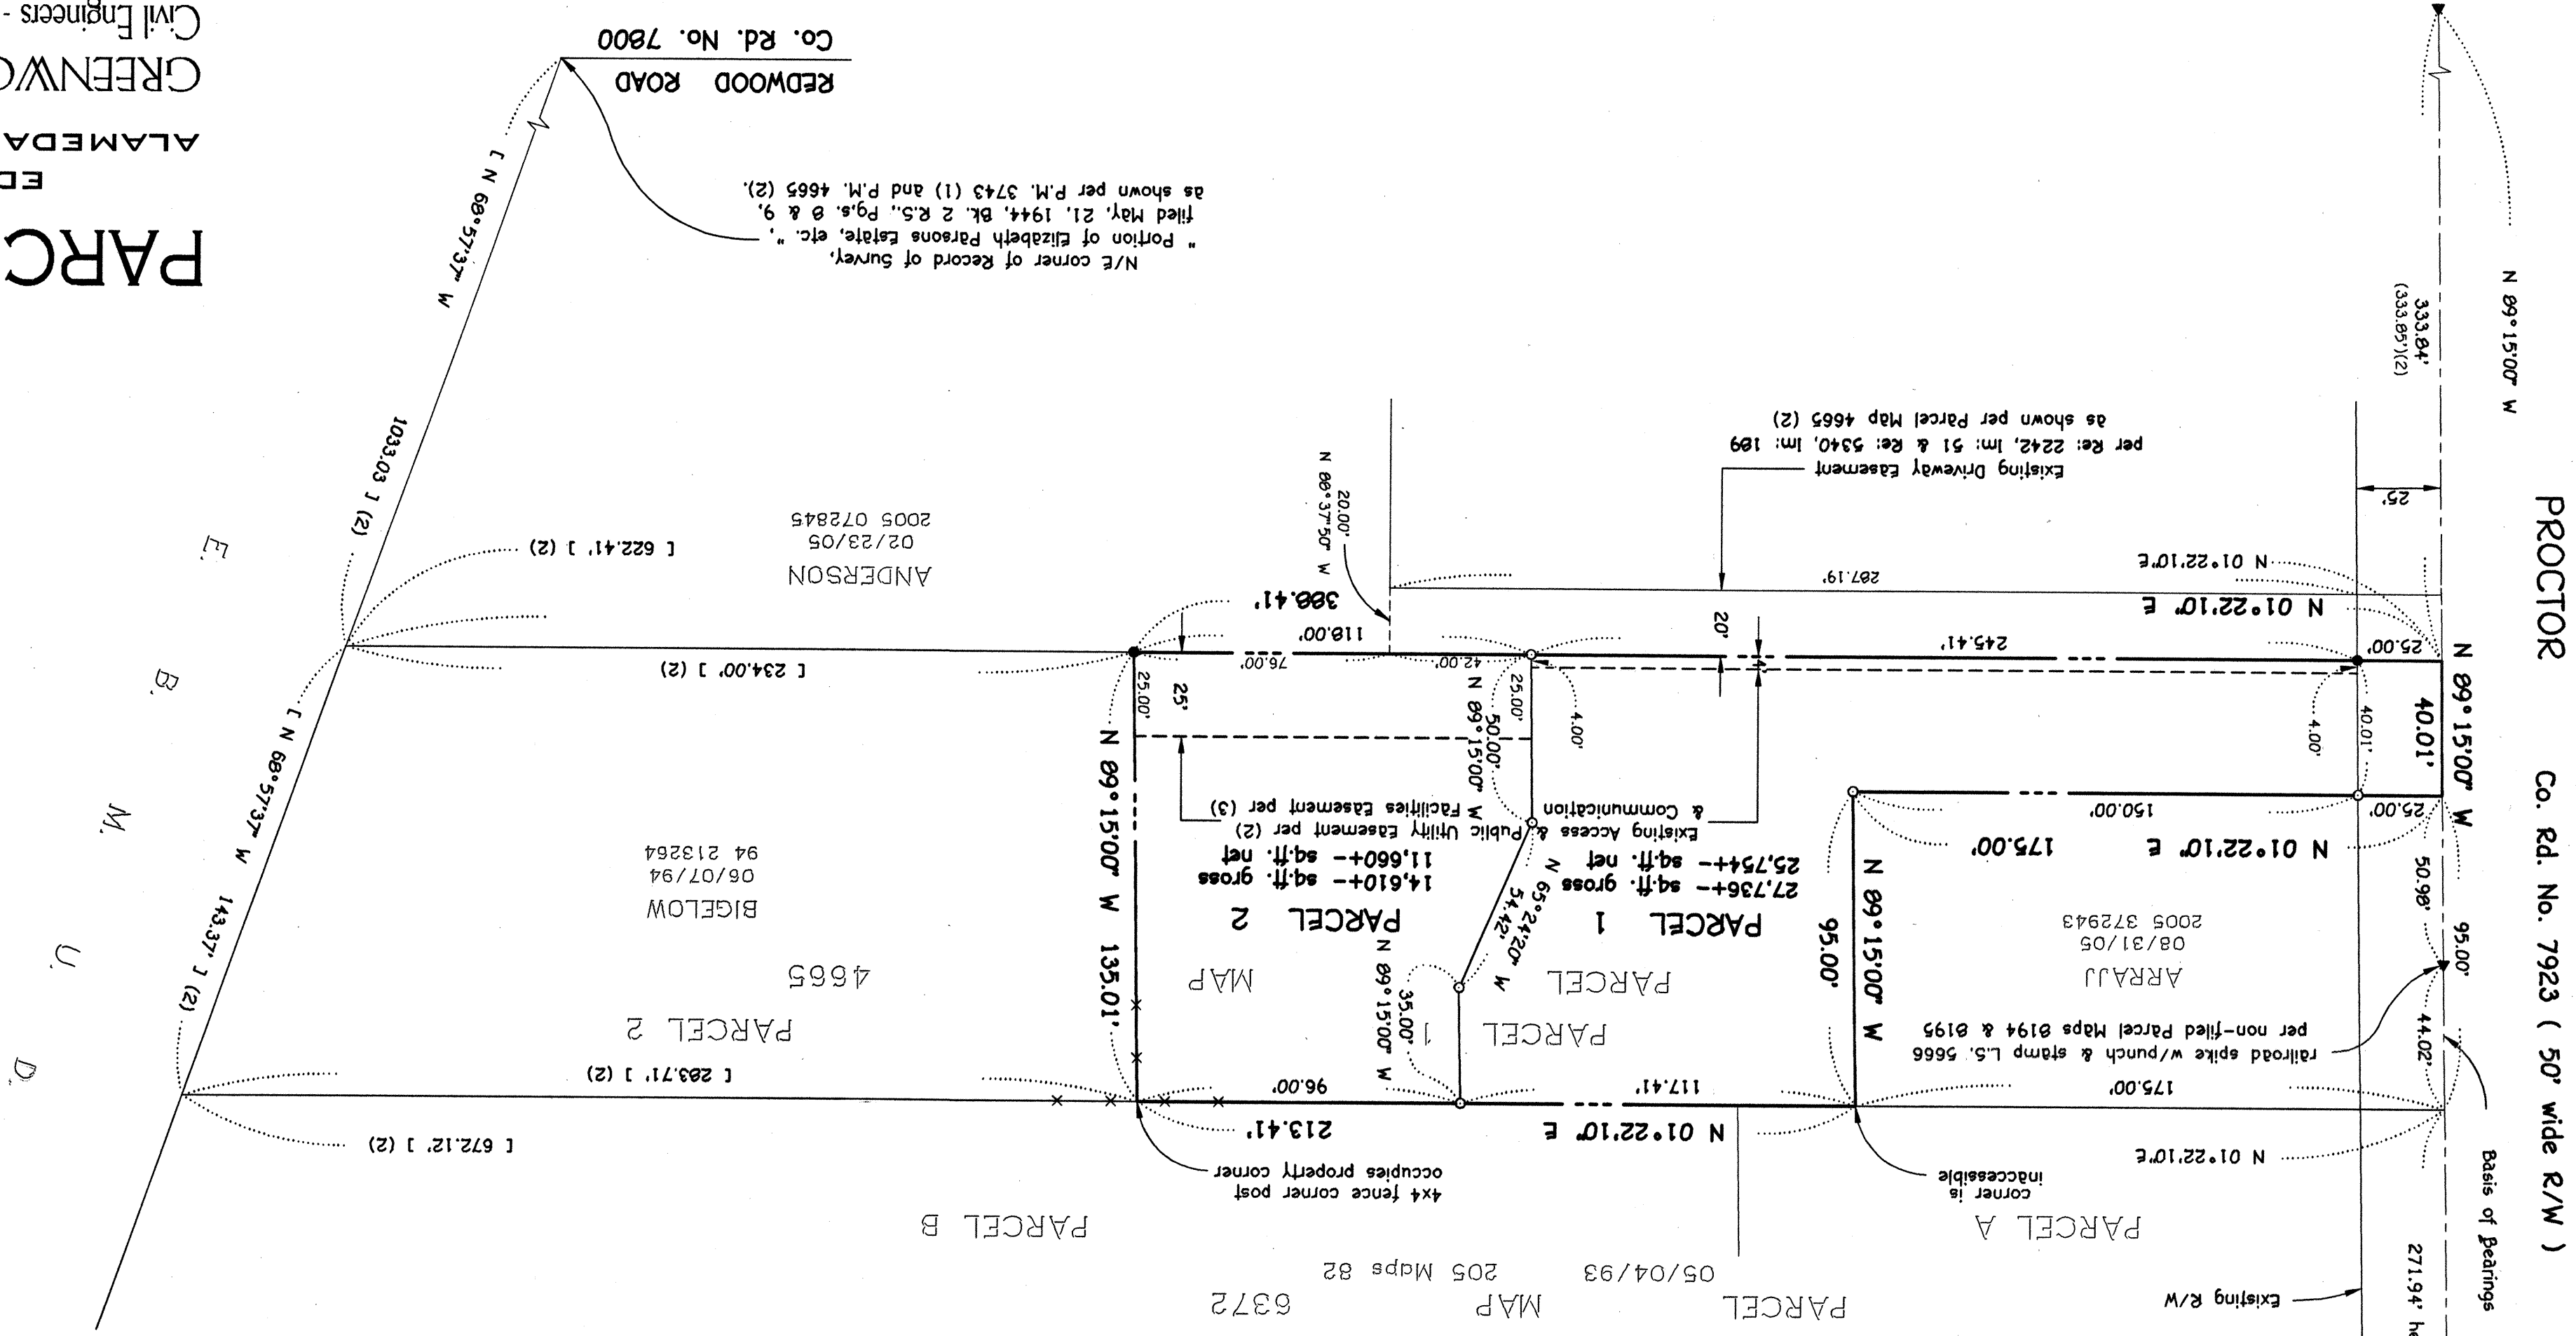 PROCTOR Co. Rd. No. 7923 ( 50' wide R/W )
Basis of Bearings
271.94'
Existing R/W
PARCEL MAP 6372
05/04/93 205 Maps 82
PARCEL A
PARCEL B
corner is
inaccessible
4x4 fence corner post
occupies property corner
N 01°22'10"E
N 01°22'10" E 213.41'
[ 672.12' ] (2)
175.00'
117.41'
96.00'
[ 283.71' ] (2)
44.02'
95.00'
50.98'
railroad spike w/punch & stamp L.S. 5666
per non-filed Parcel Maps 8194 & 8195
ARRAJJ
08/31/05
2005 372943
N 89°15'00" W
95.00'
PARCEL 1
PARCEL MAP 4665
PARCEL 2
N 89°15'00" W
35.00'
N 65°24'20" W
54.42'
N 89°15'00" W 135.01'
PARCEL 1
27,736+- sq.ft. gross
25,754+- sq.ft. net
PARCEL 2
14,610+- sq.ft. gross
11,660+- sq.ft. net
Existing Access & Public Utility Easement per (2)
& Communication Facilities Easement per (3)
BIGELOW
06/07/94
94 213264
[ N 68°57'37" W 143.37' ] (2)
N 01°22'10" E 175.00'
25.00'
150.00'
N 89°15'00" W
40.01'
40.01'
4.00'
4.00'
N 89°15'00" W
50.00'
25.00'
25'
25.00'
25.00'
245.41'
4'
20'
42.00'
76.00'
118.00'
388.41'
[ 234.00' ] (2)
N 01°22'10" E
N 01°22'10"E
287.19'
20.00'
N 88°37'50" W
[ 622.41' ] (2)
ANDERSON
02/23/05
2005 072845
25'
Existing Driveway Easement
per Re: 2242, Im: 51 & Re: 5340, Im: 189
as shown per Parcel Map 4665 (2)
333.84'
(333.85')(2)
N 89°15'00" W
[ N 68°57'37" W 1033.03 ] (2)
N/E corner of Record of Survey,
" Portion of Elizabeth Parsons Estate, etc. ",
filed May, 21, 1944, Bk. 2 R.S., Pg.s. 8 & 9,
as shown per P.M. 3743 (1) and P.M. 4665 (2).
REDWOOD ROAD
Co. Rd. No. 7800
E. B. M. U. D.
PARC
ALAMEDA
Civil Engineers -